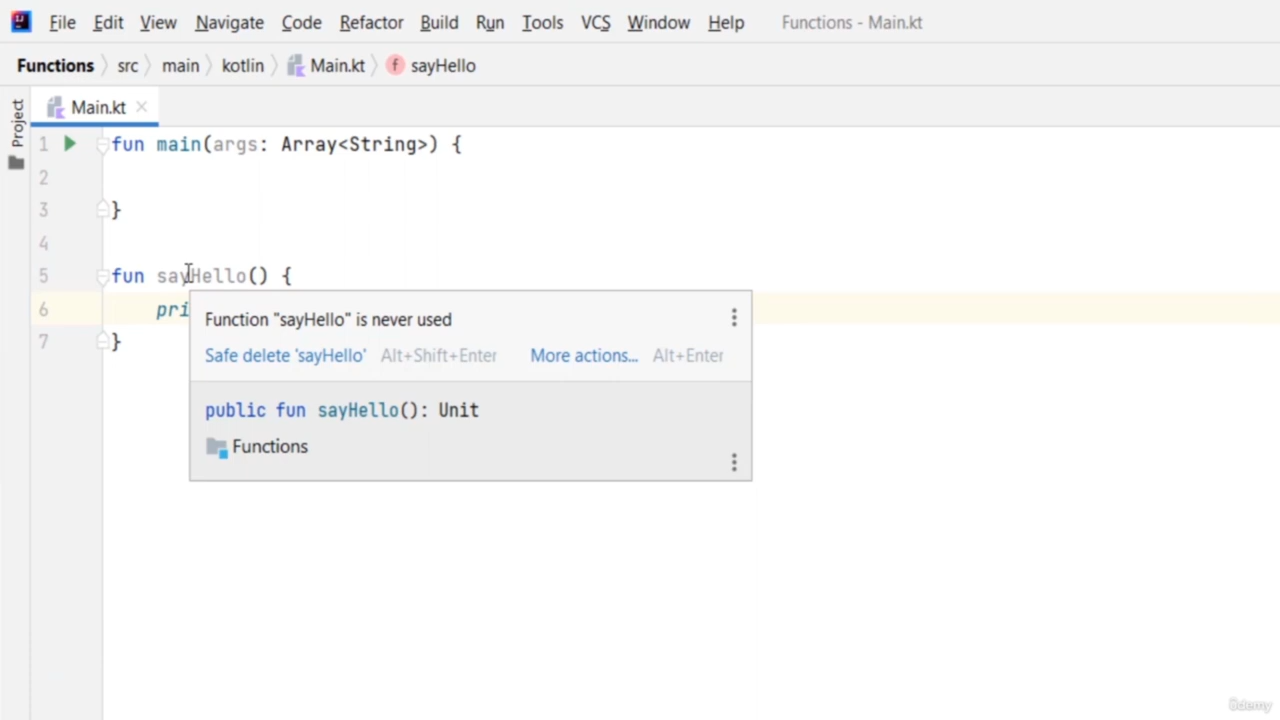 File Edit View Navigate Code Refactor Build Run Tools VCS Window Help Functions - Main.kt
Functions src main kotlin Main.kt sayHello
Project
Main.kt
1 fun main(args: Array<String>) {
2
3 }
4
5 fun sayHello() {
6 pri
7 }
Function "sayHello" is never used
Safe delete 'sayHello' Alt+Shift+Enter More actions... Alt+Enter
public fun sayHello(): Unit
Functions
ûdemy